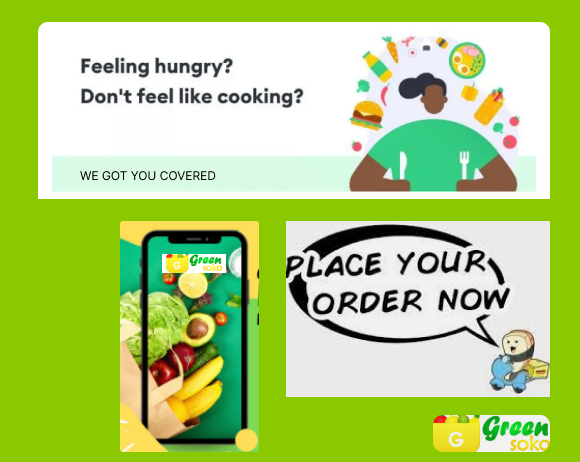 Feeling hungry?
Don't feel like cooking?
WE GOT YOU COVERED
Green
soko
G
PLACE YOUR
ORDER NOW
Green
soko
G